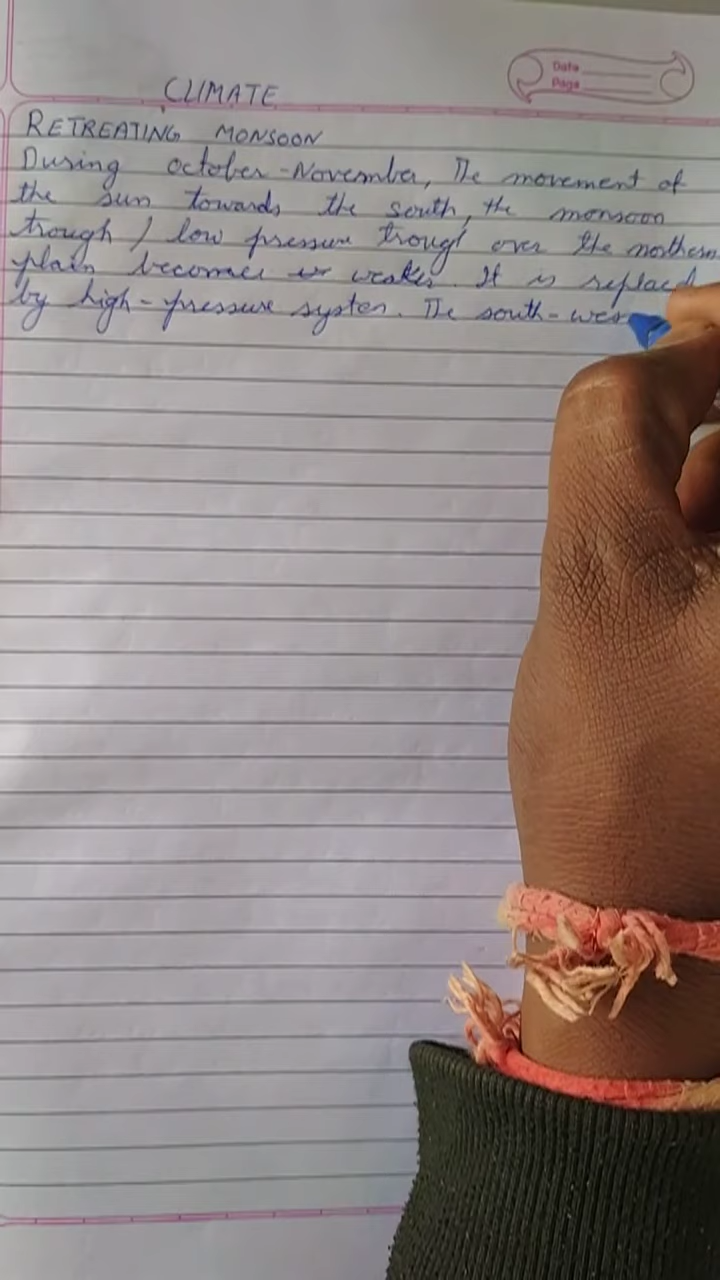 Date
Page
CLIMATE
RETREATING MONSOON
During october-November, The movement of
the sun towards the south, the monsoon
trough / low pressure trough over the northern
plain becomes weaker. It is replaced
by high-pressure system. The south-wes